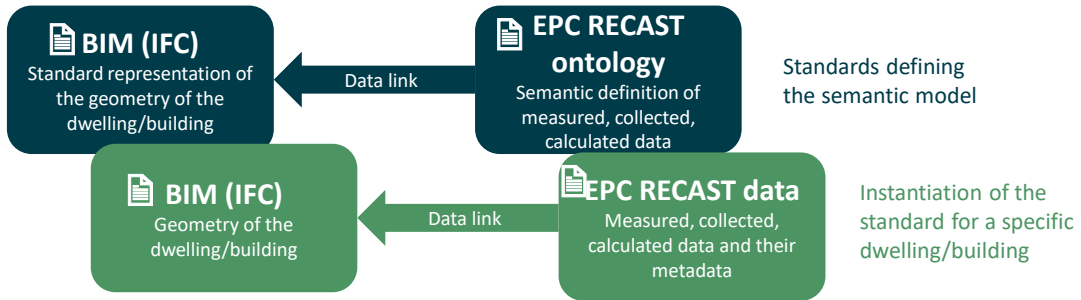 BIM (IFC)
Standard representation of
the geometry of the
dwelling/building
Data link
EPC RECAST
ontology
Semantic definition of
measured, collected,
calculated data
Standards defining
the semantic model
BIM (IFC)
Geometry of the
dwelling/building
Data link
EPC RECAST data
Measured, collected,
calculated data and their
metadata
Instantiation of the
standard for a specific
dwelling/building